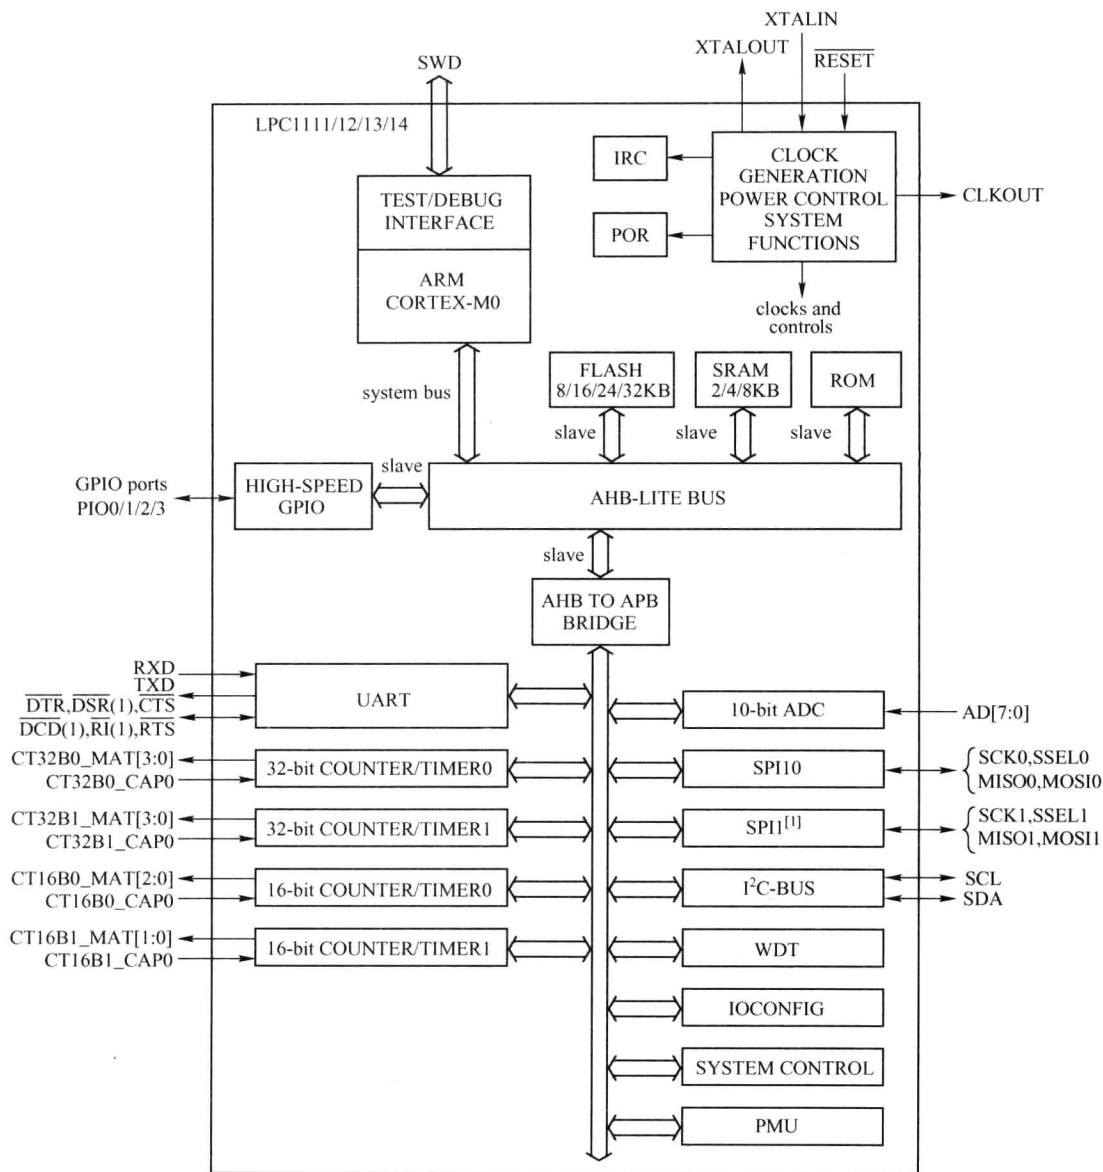 XTALIN
XTALOUT
RESET
SWD
LPC1111/12/13/14
IRC
CLOCK
GENERATION
POWER CONTROL
SYSTEM
FUNCTIONS
CLKOUT
POR
TEST/DEBUG
INTERFACE
ARM
CORTEX-M0
clocks and
controls
system bus
FLASH
8/16/24/32KB
SRAM
2/4/8KB
ROM
slave
slave
slave
slave
GPIO ports
PIO0/1/2/3
HIGH-SPEED
GPIO
AHB-LITE BUS
slave
AHB TO APB
BRIDGE
RXD
TXD
DTR,DSR(1),CTS
DCD(1),RI(1),RTS
UART
10-bit ADC
AD[7:0]
CT32B0_MAT[3:0]
CT32B0_CAP0
32-bit COUNTER/TIMER0
SPI10
SCK0,SSEL0
MISO0,MOSI0
CT32B1_MAT[3:0]
CT32B1_CAP0
32-bit COUNTER/TIMER1
SPI1[1]
SCK1,SSEL1
MISO1,MOSI1
CT16B0_MAT[2:0]
CT16B0_CAP0
16-bit COUNTER/TIMER0
I²C-BUS
SCL
SDA
CT16B1_MAT[1:0]
CT16B1_CAP0
16-bit COUNTER/TIMER1
WDT
IOCONFIG
SYSTEM CONTROL
PMU